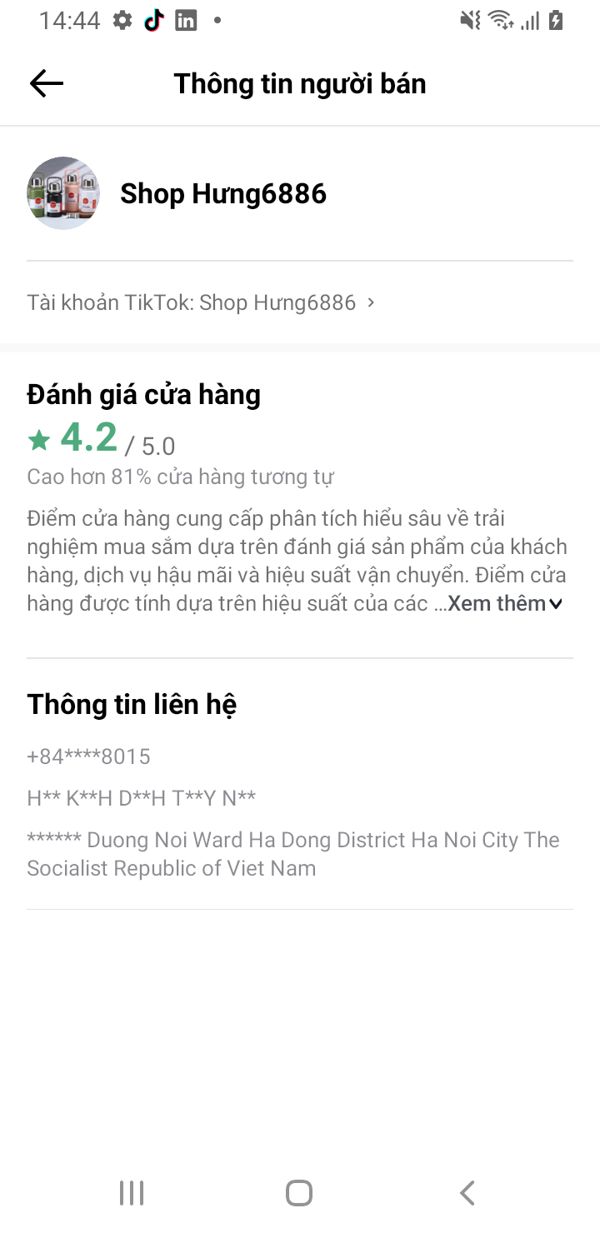 14:44
Thông tin người bán
Shop Hưng6886
Tài khoản TikTok: Shop Hưng6886 ›
Đánh giá cửa hàng
4.2 / 5.0
Cao hơn 81% cửa hàng tương tự
Điểm cửa hàng cung cấp phân tích hiểu sâu về trải
nghiệm mua sắm dựa trên đánh giá sản phẩm của khách
hàng, dịch vụ hậu mãi và hiệu suất vận chuyển. Điểm cửa
hàng được tính dựa trên hiệu suất của các ...Xem thêm
Thông tin liên hệ
+84****8015
H** K**H D**H T**Y N**
****** Duong Noi Ward Ha Dong District Ha Noi City The
Socialist Republic of Viet Nam